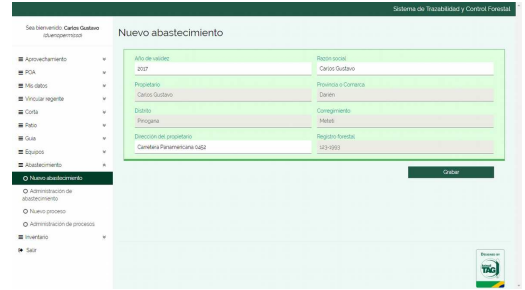 Sistema de Trazabilidad y Control Forestal
Sea bienvenido, Carlos Gustavo
Nuevo abastecimiento
Aprovechamiento
POA
Mis datos
Vincular regente
Corta
Patio
Guía
Equipos
Abastecimiento
Nuevo abastecimiento
Administración de
abastecimiento
Nuevo proceso
Administración de procesos
Inventario
Salir
Año de validez
2017
Razón social
Carlos Gustavo
Propietario
Carlos Gustavo
Provincia o Comarca
Darién
Distrito
Pinogana
Corregimiento
Metetí
Dirección del propietario
Carretera Panamericana 0452
Registro forestal
123-1993
Grabar
TAG